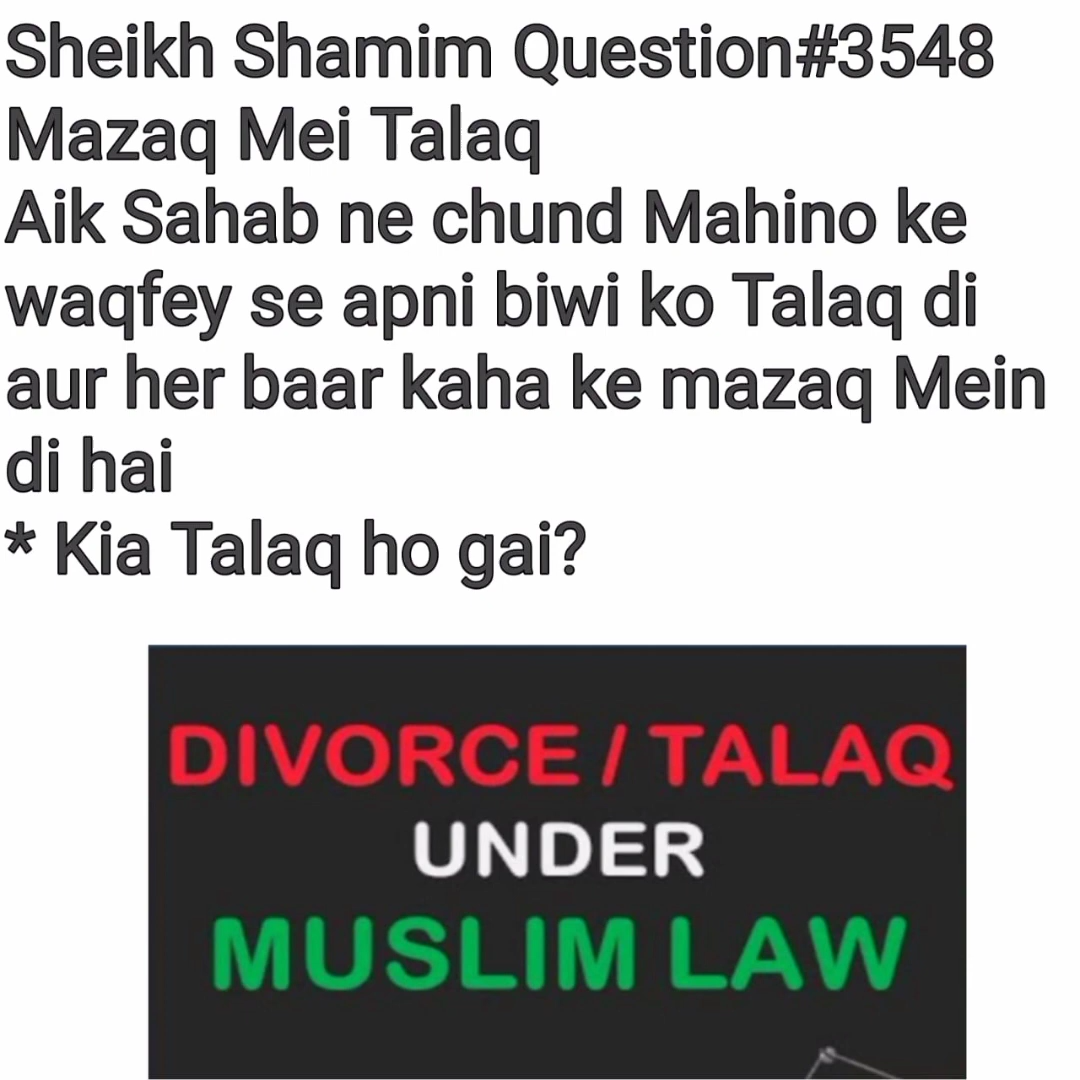 Sheikh Shamim Question#3548
Mazaq Mei Talaq
Aik Sahab ne chund Mahino ke
waqfey se apni biwi ko Talaq di
aur her baar kaha ke mazaq Mein
di hai
* Kia Talaq ho gai?
DIVORCE / TALAQ
UNDER
MUSLIM LAW